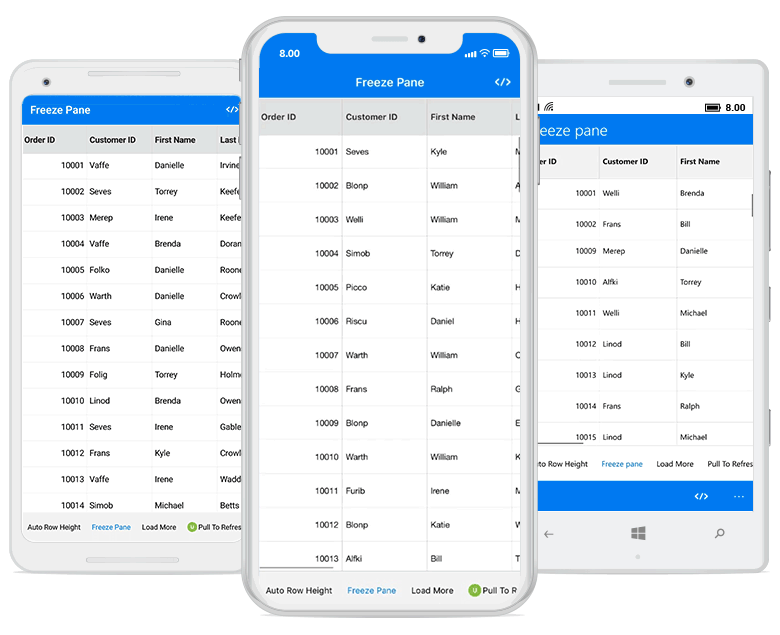 Freeze Pane </>
Order ID Customer ID First Name Last
10001 Vaffe Danielle Irvine
10002 Seves Torrey Keefe
10003 Merep Irene Keefe
10004 Vaffe Brenda Doran
10005 Folko Danielle Roone
10006 Warth Danielle Crowl
10007 Seves Gina Roone
10008 Frans Danielle Owen
10009 Folig Torrey Holm
10010 Linod Brenda Owen
10011 Seves Irene Gable
10012 Frans Kyle Crowl
10013 Vaffe Irene Wadd
10014 Simob Michael Betts
Auto Row Height Freeze Pane Load More U Pull To Refres
8.00
Freeze Pane </>
Order ID Customer ID First Name L
10001 Seves Kyle
10002 Blonp William
10003 Welli William
10004 Simob Torrey
10005 Picco Katie
10006 Riscu Daniel
10007 Warth William
10008 Frans Ralph
10009 Blonp Danielle
10010 Warth William
10011 Furib Irene
10012 Blonp Katie
10013 Alfki Bill
Auto Row Height Freeze Pane Load More U Pull To R
8.00
eeze pane
er ID Customer ID First Name
10001 Welli Brenda
10002 Frans Bill
10009 Merep Danielle
10010 Alfki Torrey
10011 Welli Michael
10012 Linod Bill
10013 Linod Kyle
10014 Frans Ralph
10015 Linod Michael
to Row Height Freeze pane Load More Pull To Refres
</> ...